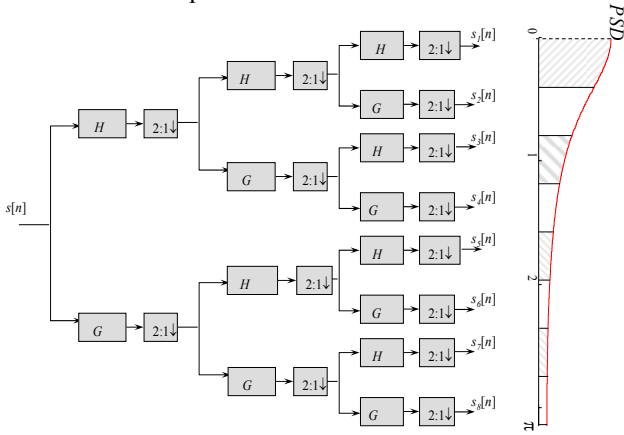 PSD
0
H 2:1↓ s₁[n]
H 2:1↓
G 2:1↓ s₂[n]
H 2:1↓
H 2:1↓ s₃[n]
1
G 2:1↓
G 2:1↓ s₄[n]
s[n]
H 2:1↓ s₅[n]
H 2:1↓
2
G 2:1↓ s₆[n]
G 2:1↓
H 2:1↓ s₇[n]
G 2:1↓
G 2:1↓ s₈[n]
π